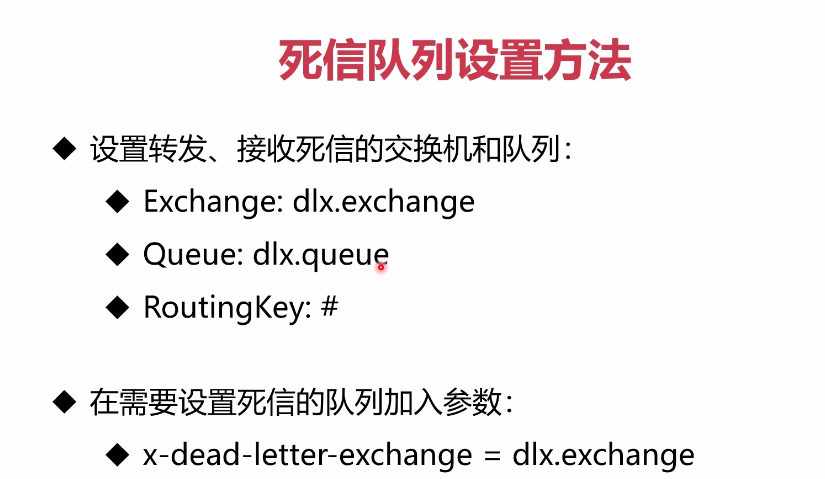 死信队列设置方法
◆ 设置转发、接收死信的交换机和队列：
◆ Exchange: dlx.exchange
◆ Queue: dlx.queue
◆ RoutingKey: #
◆ 在需要设置死信的队列加入参数：
◆ x-dead-letter-exchange = dlx.exchange